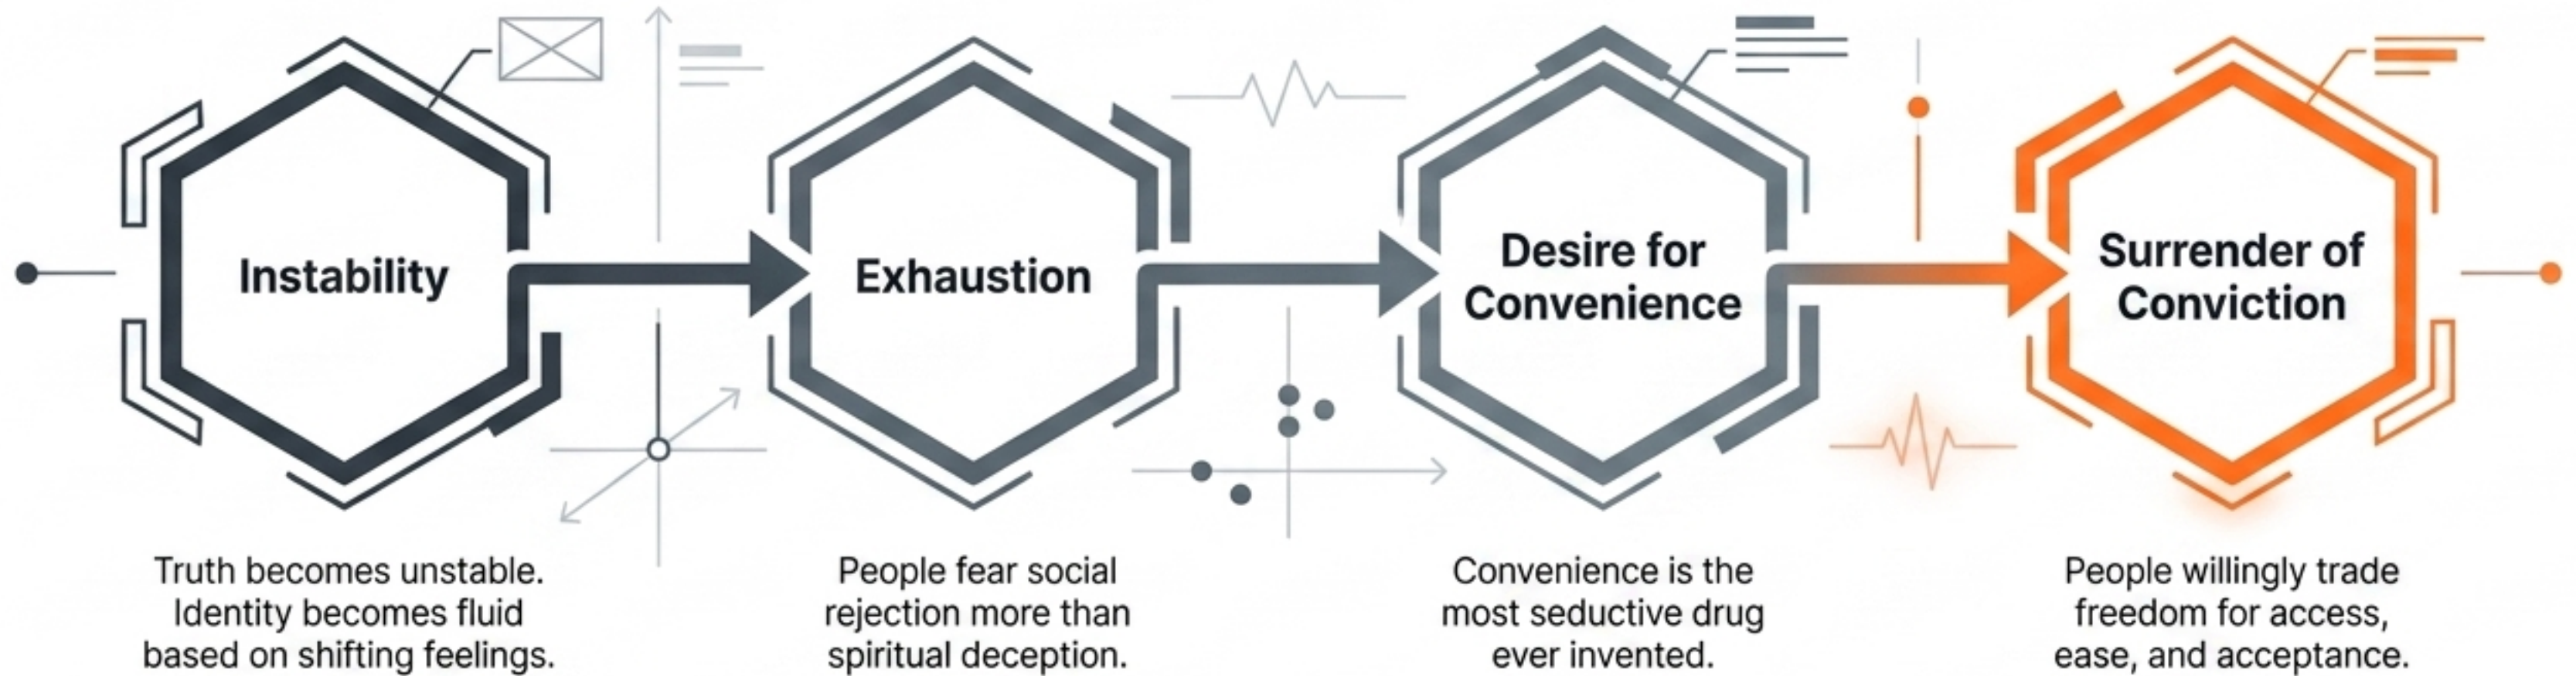 Instability
Truth becomes unstable.
Identity becomes fluid
based on shifting feelings.
Exhaustion
People fear social
rejection more than
spiritual deception.
Desire for
Convenience
Convenience is the
most seductive drug
ever invented.
Surrender of
Conviction
People willingly trade
freedom for access,
ease, and acceptance.